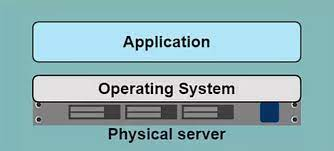 Application
Operating System
Physical server